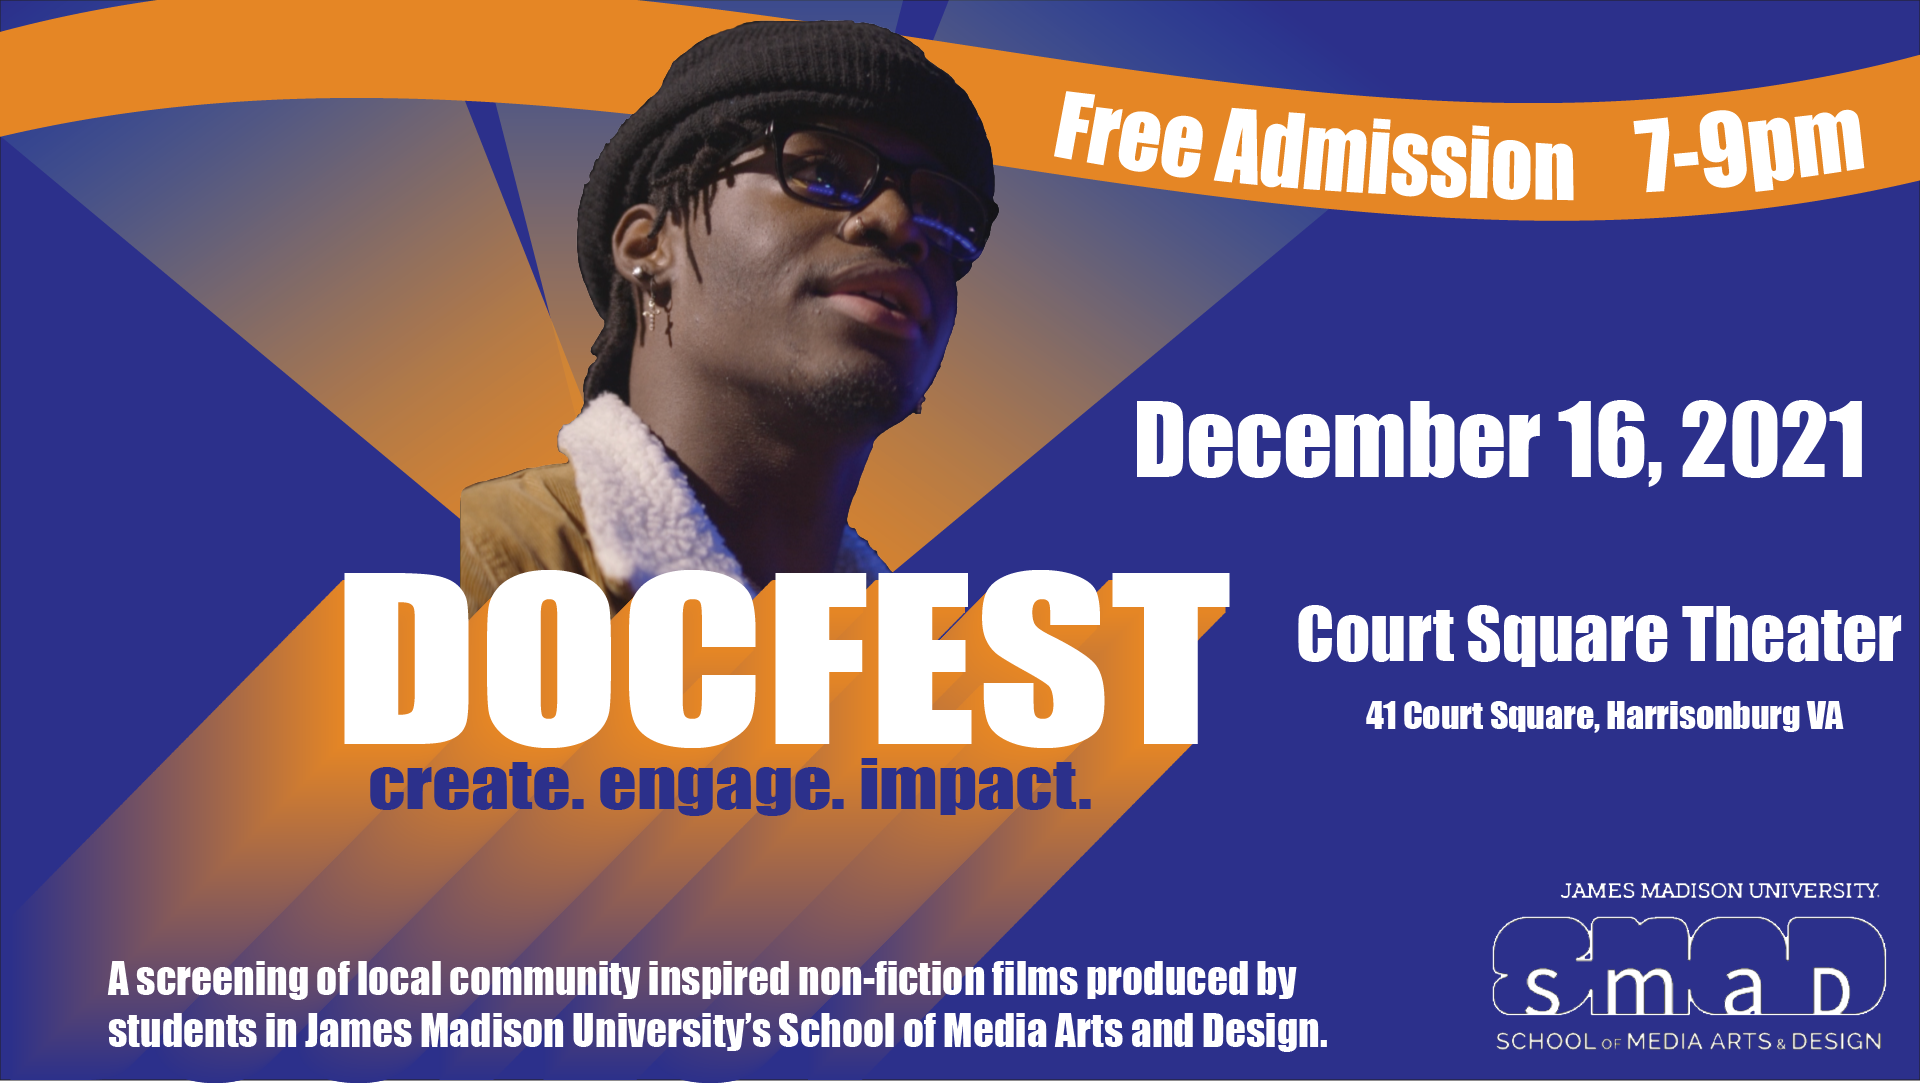 Free Admission 7-9pm
December 16, 2021
DOCFEST
create. engage. impact.
Court Square Theater
41 Court Square, Harrisonburg VA
A screening of local community inspired non-fiction films produced by
students in James Madison University’s School of Media Arts and Design.
JAMES MADISON UNIVERSITY.
smaD
SCHOOL OF MEDIA ARTS & DESIGN